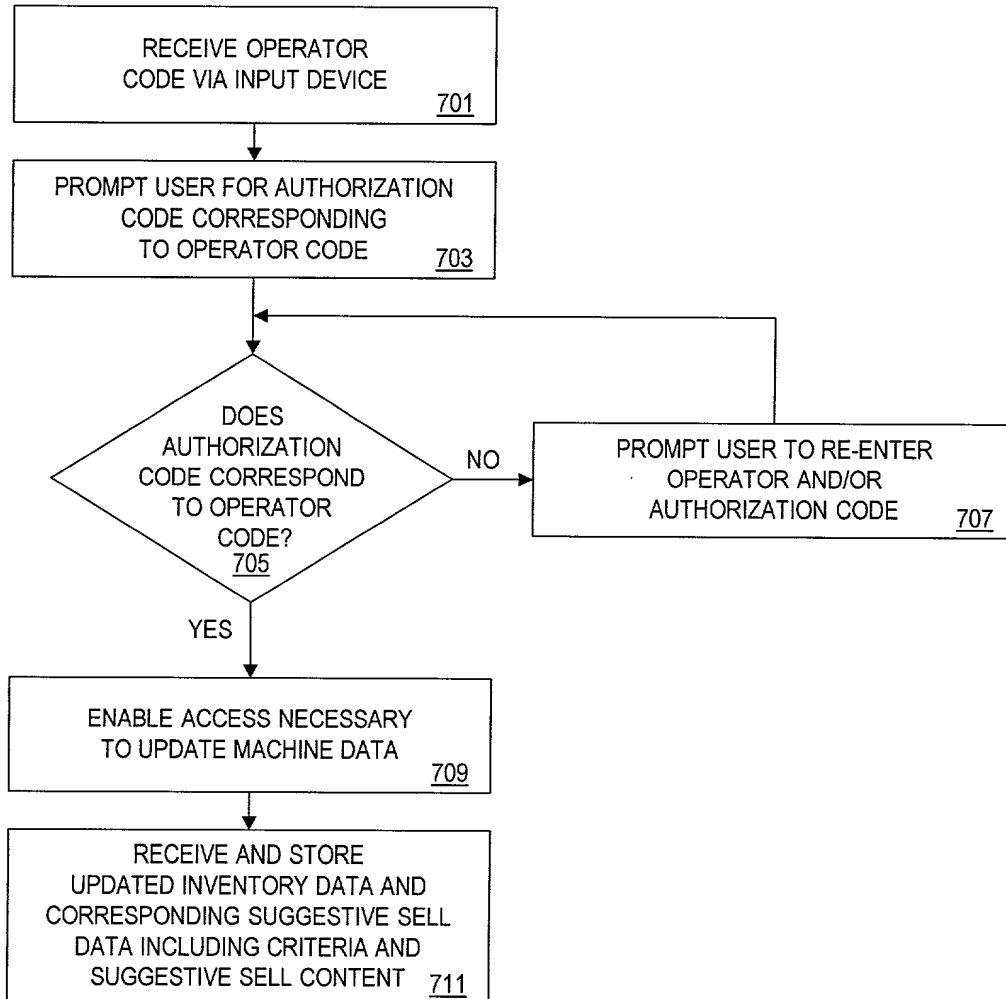 RECEIVE OPERATOR
CODE VIA INPUT DEVICE
701
PROMPT USER FOR AUTHORIZATION
CODE CORRESPONDING
TO OPERATOR CODE
703
DOES
AUTHORIZATION
CODE CORRESPOND
TO OPERATOR
CODE?
705
NO
PROMPT USER TO RE-ENTER
OPERATOR AND/OR
AUTHORIZATION CODE
707
YES
ENABLE ACCESS NECESSARY
TO UPDATE MACHINE DATA
709
RECEIVE AND STORE
UPDATED INVENTORY DATA AND
CORRESPONDING SUGGESTIVE SELL
DATA INCLUDING CRITERIA AND
SUGGESTIVE SELL CONTENT
711